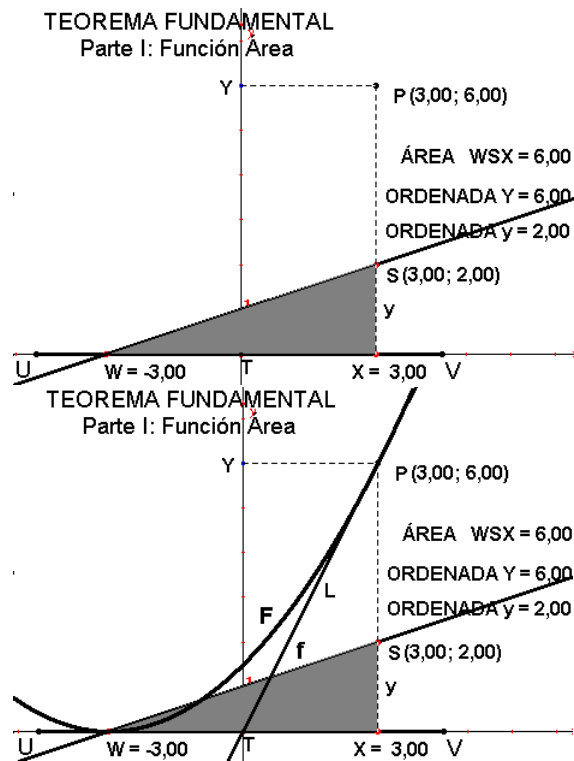 TEOREMA FUNDAMENTAL
y
Parte I: Función Área
Y
P (3,00; 6,00)
ÁREA WSX = 6,00
ORDENADA Y = 6,00
ORDENADA y = 2,00
S (3,00; 2,00)
1
y
U
W = -3,00
T
X = 3,00
V
TEOREMA FUNDAMENTAL
y
Parte I: Función Área
Y
P (3,00; 6,00)
ÁREA WSX = 6,00
ORDENADA Y = 6,00
L
F
ORDENADA y = 2,00
f
S (3,00; 2,00)
1
y
U
W = -3,00
T
X = 3,00
V